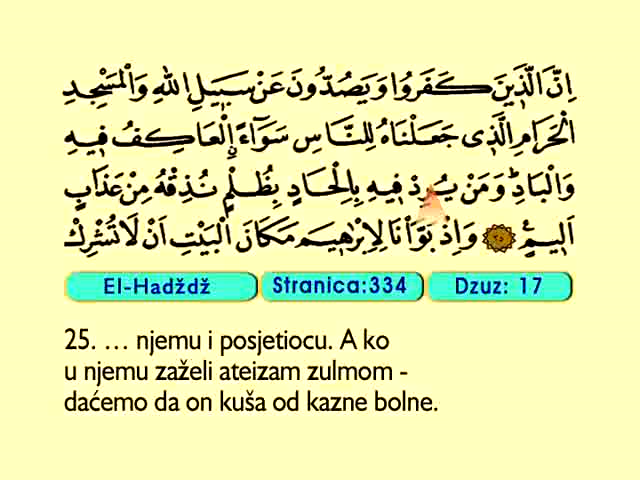 اِنَّ الَّذ۪ينَ كَفَرُوا وَيَصُدُّونَ عَنْ سَب۪يلِ اللّٰهِ وَالْمَسْجِدِ
الْحَرَامِ الَّذ۪ي جَعَلْنَاهُ لِلنَّاسِ سَوَآءًۨ الْعَاكِفُ ف۪يهِ
وَالْبَادِۜ وَمَنْ يُرِدْ ف۪يهِ بِاِلْحَادٍ بِظُلْمٍ نُذِقْهُ مِنْ عَذَابٍ
اَل۪يمٍ۟ ﴿٢٥﴾ وَاِذْ بَوَّأْنَا لِاِبْرٰه۪يمَ مَكَانَ الْبَيْتِ اَنْ لَا تُشْرِكْ
El-Hadždž Stranica:334 Dzuz: 17
25. ... njemu i posjetiocu. A ko
u njemu zaželi ateizam zulmom -
daćemo da on kuša od kazne bolne.